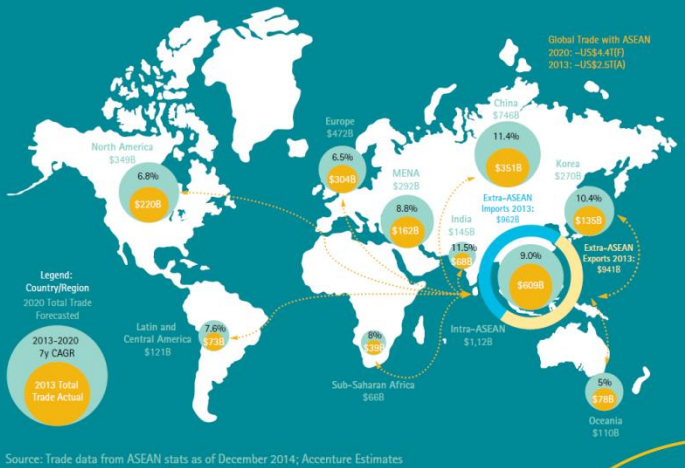 Global Trade with ASEAN
2020: ~US$4.4T(F)
2013: ~US$2.5T(A)
China
$746B
11.4%
$351B
Europe
$472B
6.5%
$304B
North America
$349B
6.8%
$220B
MENA
$292B
8.8%
$162B
Korea
$270B
10.4%
$135B
India
$145B
11.5%
$68B
Extra-ASEAN
Imports 2013:
$962B
Extra-ASEAN
Exports 2013:
$941B
9.0%
$609B
Intra-ASEAN
$1,12B
Legend:
Country/Region
2020 Total Trade
Forecasted
2013-2020
7y CAGR
2013 Total
Trade Actual
Latin and
Central America
$121B
7.6%
$73B
8%
$39B
Sub-Saharan Africa
$66B
5%
$78B
Oceania
$110B
Source: Trade data from ASEAN stats as of December 2014; Accenture Estimates